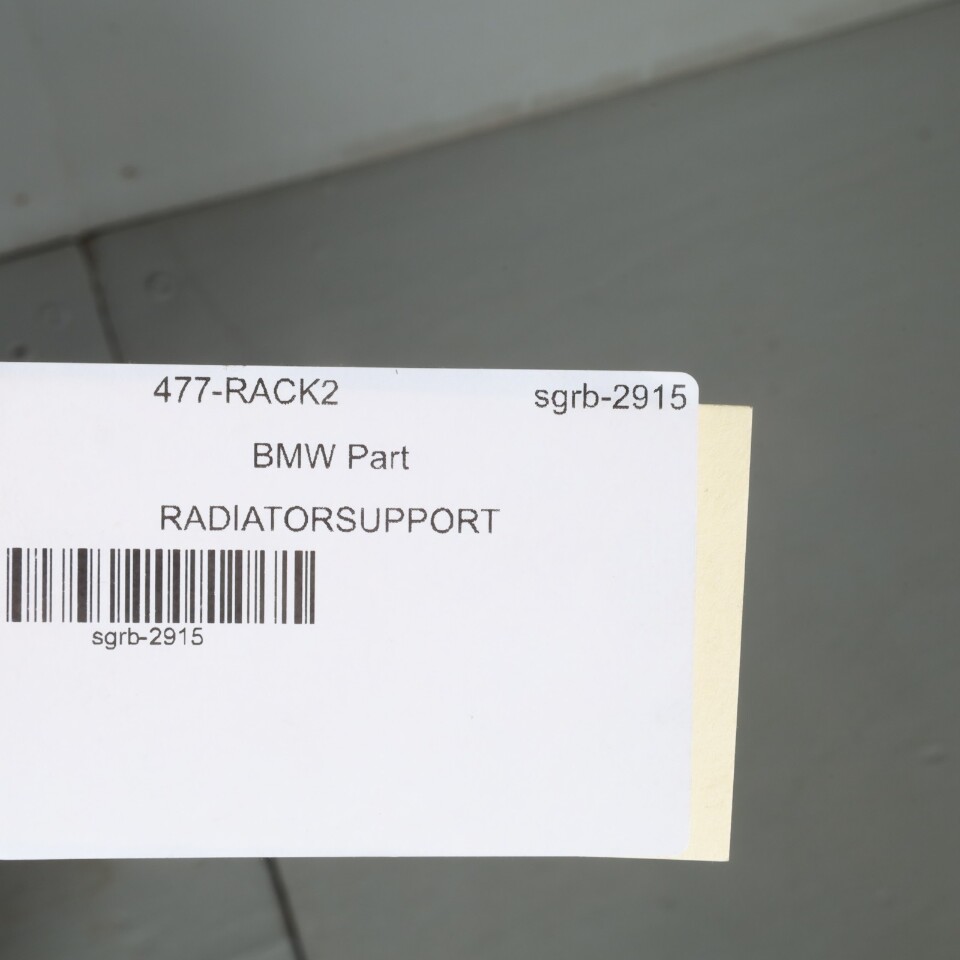 477-RACK2 sgrb-2915
BMW Part
RADIATORSUPPORT
sgrb-2915